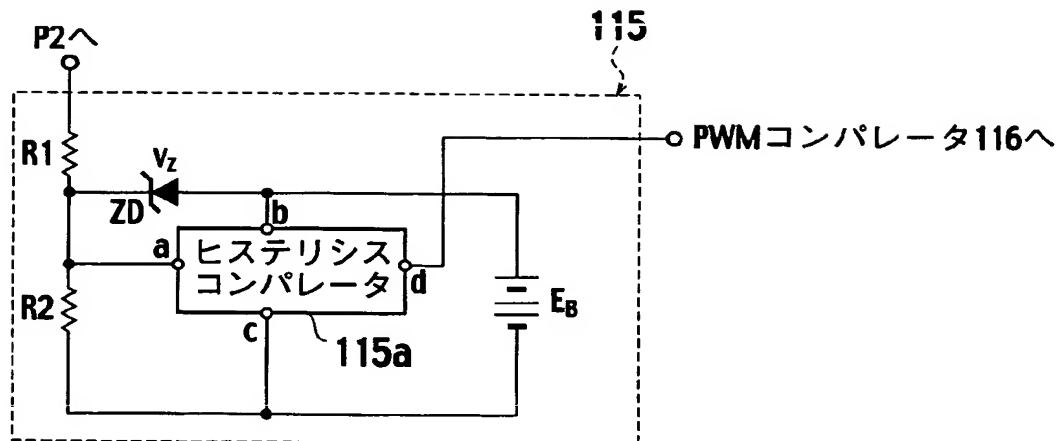 115
P2へ
PWMコンパレータ116へ
R1
VZ
ZD
b
a
ヒステリシス
コンパレータ
d
R2
EB
c
115a